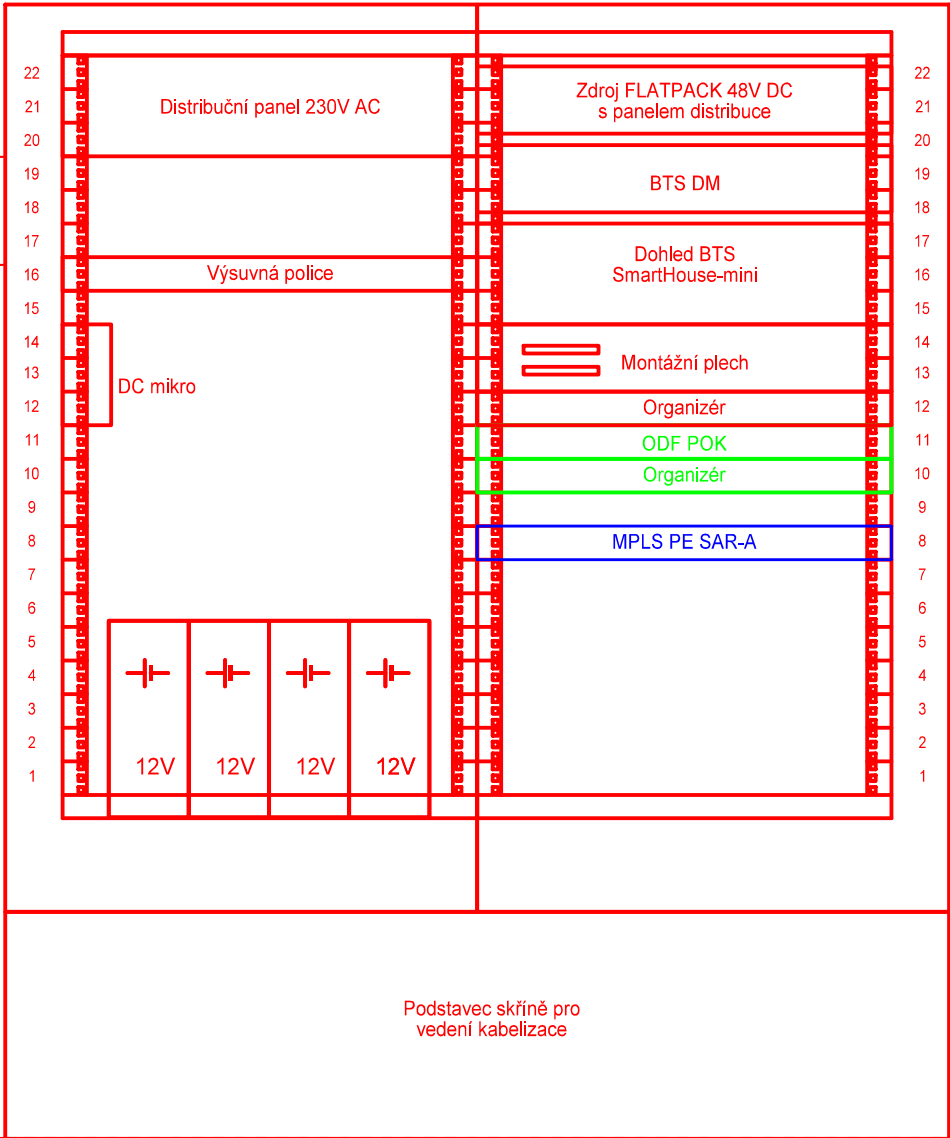 22
21
20
19
18
17
16
15
14
13
12
11
10
9
8
7
6
5
4
3
2
1
Distribuční panel 230V AC
Výsuvná police
DC mikro
12V
12V
12V
12V
Zdroj FLATPACK 48V DC
s panelem distribuce
BTS DM
Dohled BTS
SmartHouse-mini
Montážní plech
Organizér
ODF POK
Organizér
MPLS PE SAR-A
22
21
20
19
18
17
16
15
14
13
12
11
10
9
8
7
6
5
4
3
2
1
Podstavec skříně pro
vedení kabelizace